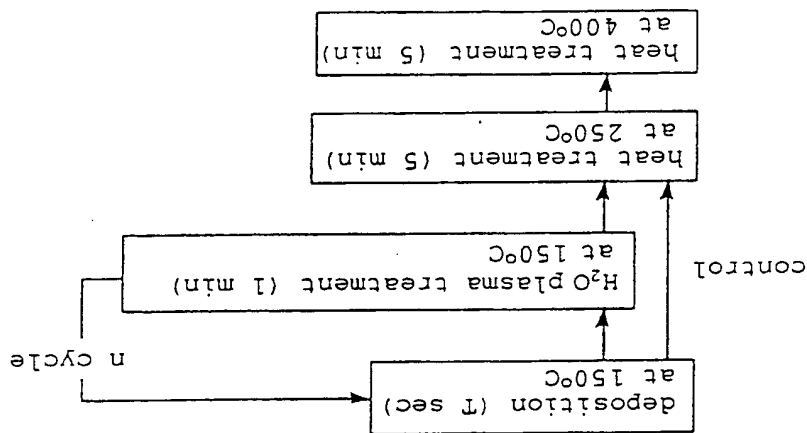 deposition (T sec)
at 150°C
n cycle
H₂O plasma treatment (1 min)
at 150°C
control
heat treatment (5 min)
at 250°C
heat treatment (5 min)
at 400°C